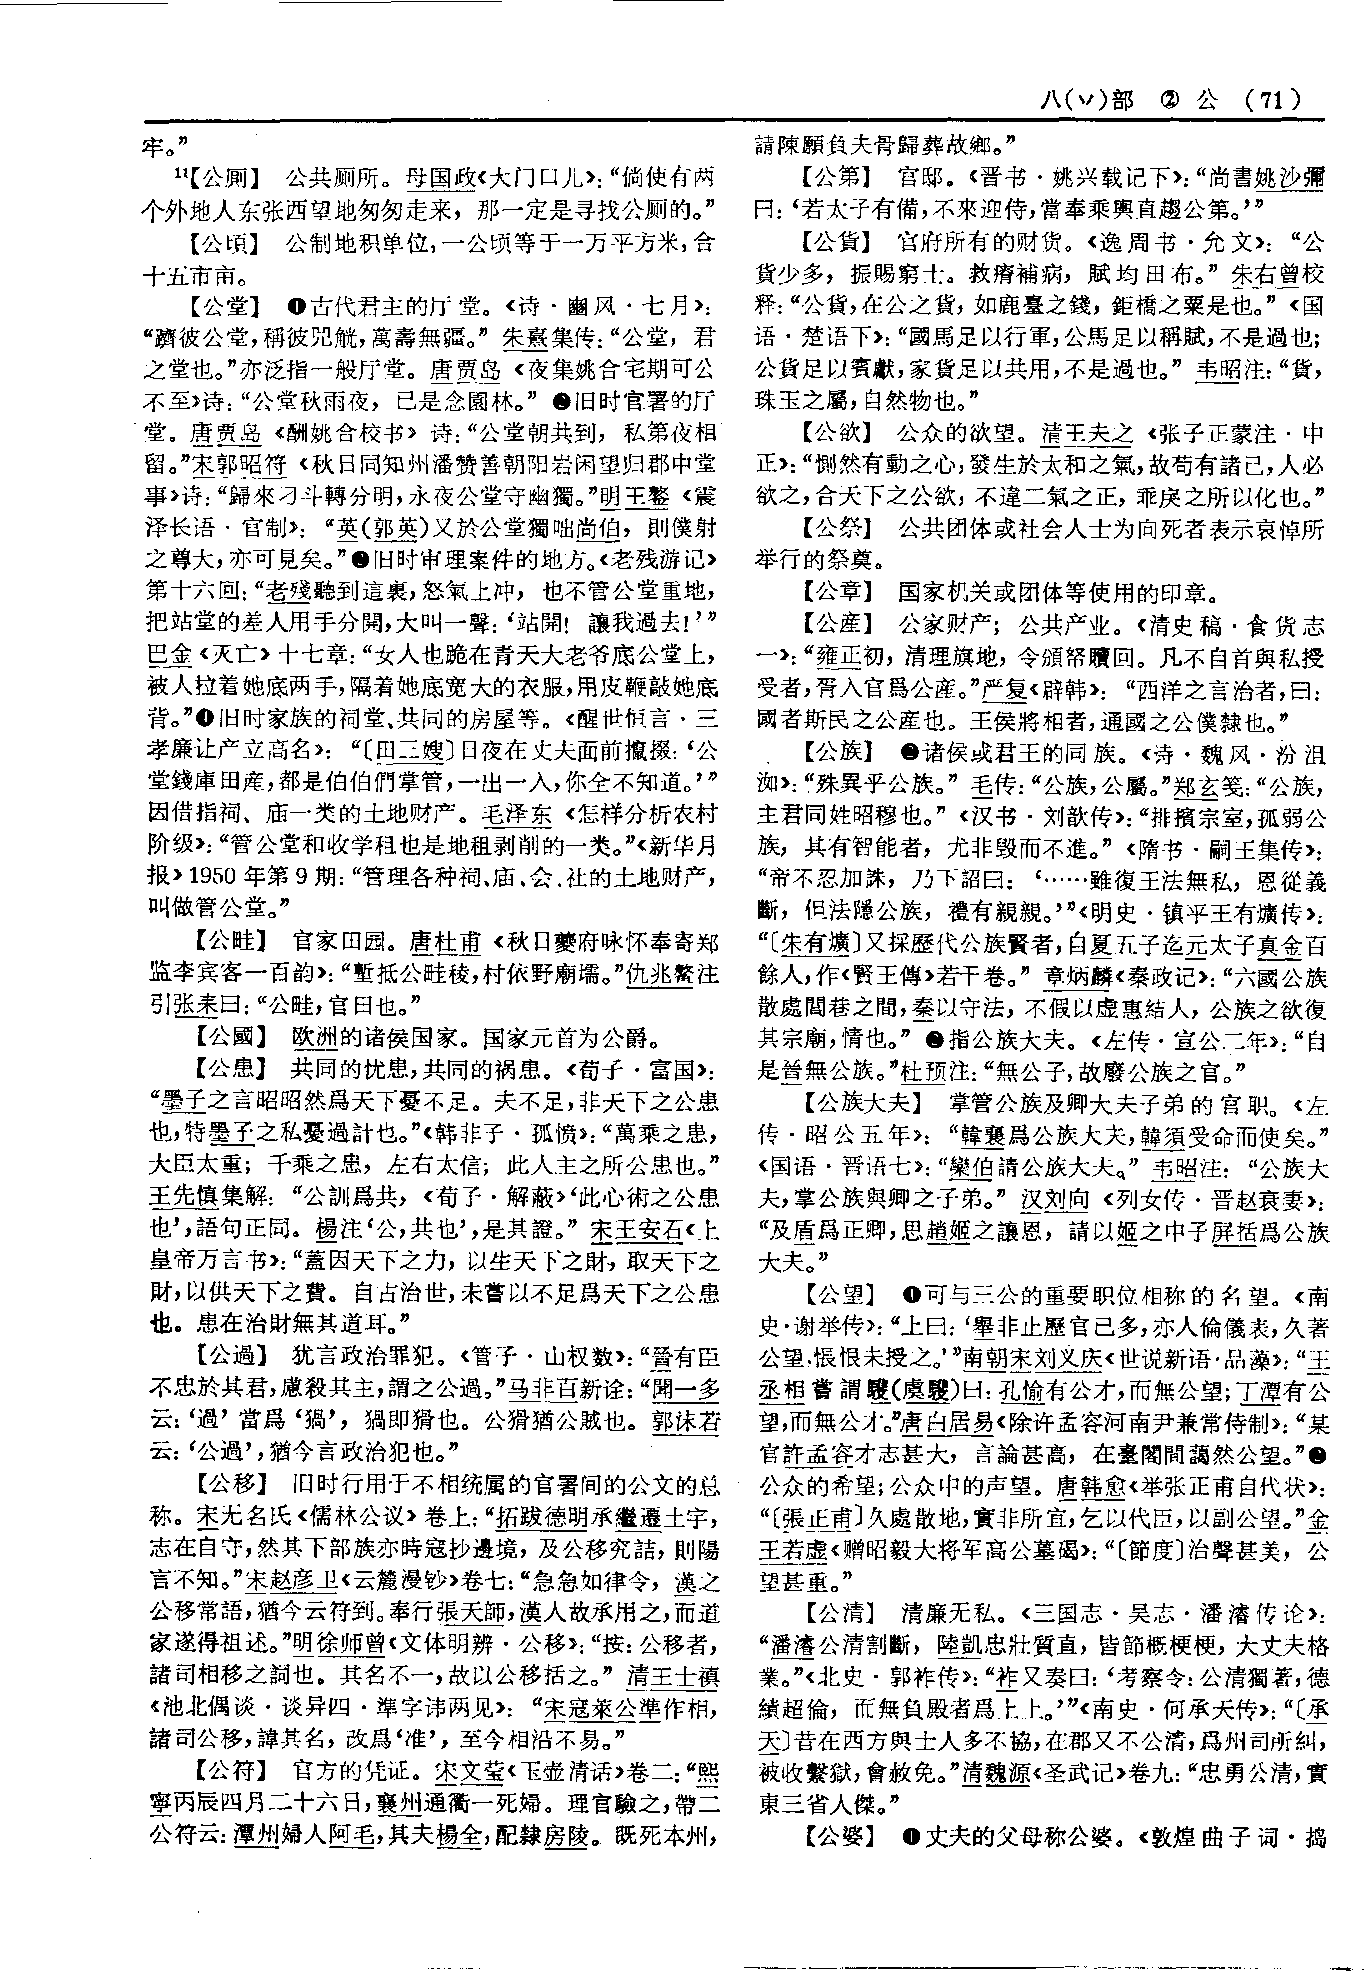 八(丷)部 ② 公 (71)
牢。”
¹¹【公厠】 公共厕所。母国政《大门口儿》：“倘使有两
个外地人东张西望地匆匆走来，那一定是寻找公厕的。”
【公頃】 公制地积单位，一公顷等于一万平方米，合
十五市亩。
【公堂】 ❶古代君主的厅堂。《诗·豳风·七月》：
“躋彼公堂，稱彼兕觥，萬壽無疆。”朱熹集传：“公堂，君
之堂也。”亦泛指一般厅堂。唐贾岛《夜集姚合宅期可公
不至》诗：“公堂秋雨夜，已是念園林。”❷旧时官署的厅
堂。唐贾岛《酬姚合校书》诗：“公堂朝共到，私第夜相
留。”宋郭昭符《秋日同知州潘赞善朝阳岩闲望归郡中堂
事》诗：“歸來刁斗轉分明，永夜公堂守幽獨。”明王鏊《震
泽长语·官制》：“英(郭英)又於公堂獨咄尚伯，則僕射
之尊大，亦可見矣。”❸旧时审理案件的地方。《老残游记》
第十六回：“老殘聽到這裏，怒氣上冲，也不管公堂重地，
把站堂的差人用手分開，大叫一聲：‘站開！讓我過去！’”
巴金《灭亡》十七章：“女人也跪在青天大老爷底公堂上，
被人拉着她底两手，隔着她底宽大的衣服，用皮鞭敲她底
背。”❹旧时家族的祠堂、共同的房屋等。《醒世恒言·三
孝廉让产立高名》：“〔田三嫂〕日夜在丈夫面前攛掇：‘公
堂錢庫田産，都是伯伯們掌管，一出一入，你全不知道。’”
因借指祠、庙一类的土地财产。毛泽东《怎样分析农村
阶级》：“管公堂和收学租也是地租剥削的一类。”《新华月
报》1950年第9期：“管理各种祠、庙、会、社的土地财产，
叫做管公堂。”
【公畦】 官家田园。唐杜甫《秋日夔府咏怀奉寄郑
监李宾客一百韵》：“塹抵公畦稜，村依野廟壖。”仇兆鳌注
引张耒曰：“公畦，官田也。”
【公國】 欧洲的诸侯国家。国家元首为公爵。
【公患】 共同的忧患，共同的祸患。《荀子·富国》：
“墨子之言昭昭然爲天下憂不足。夫不足，非天下之公患
也，特墨子之私憂過計也。”《韩非子·孤愤》：“萬乘之患，
大臣太重；千乘之患，左右太信；此人主之所公患也。”
王先慎集解：“公訓爲共，《荀子·解蔽》‘此心術之公患
也’，語句正同。楊注‘公，共也’，是其證。”宋王安石《上
皇帝万言书》：“蓋因天下之力，以生天下之財，取天下之
財，以供天下之費。自古治世，未嘗以不足爲天下之公患
也。患在治財無其道耳。”
【公過】 犹言政治罪犯。《管子·山权数》：“晉有臣
不忠於其君，慮殺其主，謂之公過。”马非百新诠：“聞一多
云：‘過’當爲‘猧’，猧即猾也。公猾猶公賊也。郭沫若
云：‘公過’，猶今言政治犯也。”
【公移】 旧时行用于不相统属的官署间的公文的总
称。宋无名氏《儒林公议》卷上：“拓跋德明承繼遷土宇，
志在自守，然其下部族亦時寇抄邊境，及公移究詰，則陽
言不知。”宋赵彦卫《云麓漫钞》卷七：“急急如律令，漢之
公移常語，猶今云符到。奉行張天師，漢人故承用之，而道
家遂得祖述。”明徐师曾《文体明辨·公移》：“按：公移者，
諸司相移之詞也。其名不一，故以公移括之。”清王士禛
《池北偶谈·谈异四·準字讳两见》：“宋寇萊公準作相，
諸司公移，諱其名，改爲‘准’，至今相沿不易。”
【公符】 官方的凭证。宋文莹《玉壶清话》卷二：“熙
寧丙辰四月二十六日，襄州通衢一死婦。理官驗之，帶二
公符云：潭州婦人阿毛，其夫楊全，配隸房陵。既死本州，
請陳願負夫骨歸葬故鄉。”
【公第】 官邸。《晋书·姚兴载记下》：“尚書姚沙彌
曰：‘若太子有備，不來迎侍，當奉乘輿直趨公第。’”
【公貨】 官府所有的财货。《逸周书·允文》：“公
貨少多，振賜窮士。救瘠補病，賦均田布。”朱右曾校
释：“公貨，在公之貨，如鹿臺之錢，鉅橋之粟是也。”《国
语·楚语下》：“國馬足以行軍，公馬足以稱賦，不是過也；
公貨足以賓獻，家貨足以共用，不是過也。”韦昭注：“貨，
珠玉之屬，自然物也。”
【公欲】 公众的欲望。清王夫之《张子正蒙注·中
正》：“惻然有動之心，發生於太和之氣，故苟有諸己，人必
欲之，合天下之公欲，不違二氣之正，乖戾之所以化也。”
【公祭】 公共团体或社会人士为向死者表示哀悼所
举行的祭奠。
【公章】 国家机关或团体等使用的印章。
【公産】 公家财产；公共产业。《清史稿·食货志
一》：“雍正初，清理旗地，令頒帑贖回。凡不自首與私授
受者，胥入官爲公産。”严复《辟韩》：“西洋之言治者，曰：
國者斯民之公産也。王侯將相者，通國之公僕隸也。”
【公族】 ❶诸侯或君王的同族。《诗·魏风·汾沮
洳》：“殊異乎公族。”毛传：“公族，公屬。”郑玄笺：“公族，
主君同姓昭穆也。”《汉书·刘歆传》：“排擯宗室，孤弱公
族，其有智能者，尤非毁而不進。”《隋书·嗣王集传》：
“帝不忍加誅，乃下詔曰：‘……雖復王法無私，恩從義
斷，但法隱公族，禮有親親。’”《明史·镇平王有爌传》：
“〔朱有爌〕又採歷代公族賢者，自夏五子迄元太子真金百
餘人，作《賢王傳》若干卷。”章炳麟《秦政记》：“六國公族
散處閭巷之間，秦以守法，不假以虚惠結人，公族之欲復
其宗廟，情也。”❷指公族大夫。《左传·宣公二年》：“自
是晉無公族。”杜预注：“無公子，故廢公族之官。”
【公族大夫】 掌管公族及卿大夫子弟的官职。《左
传·昭公五年》：“韓襄爲公族大夫，韓須受命而使矣。”
《国语·晋语七》：“欒伯請公族大夫。”韦昭注：“公族大
夫，掌公族與卿之子弟。”汉刘向《列女传·晋赵衰妻》：
“及盾爲正卿，思趙姬之讓恩，請以姬之中子屏括爲公族
大夫。”
【公望】 ❶可与三公的重要职位相称的名望。《南
史·谢举传》：“上曰：‘舉非止歷官已多，亦人倫儀表，久著
公望，悵恨未授之。’”南朝宋刘义庆《世说新语·品藻》：“王
丞相嘗謂騣(虞騣)曰：孔愉有公才，而無公望；丁潭有公
望，而無公才。”唐白居易《除许孟容河南尹兼常侍制》：“某
官許孟容才志甚大，言論甚高，在臺閣間藹然公望。”❷
公众的希望；公众中的声望。唐韩愈《举张正甫自代状》：
“〔張正甫〕久處散地，實非所宜，乞以代臣，以副公望。”金
王若虚《赠昭毅大将军高公墓碣》：“〔節度〕治聲甚美，公
望甚重。”
【公清】 清廉无私。《三国志·吴志·潘濬传论》：
“潘濬公清割斷，陸凱忠壯質直，皆節概梗梗，大丈夫格
業。”《北史·郭祚传》：“祚又奏曰：‘考察令：公清獨著，德
績超倫，而無負殿者爲上上。’”《南史·何承天传》：“〔承
天〕昔在西方與士人多不協，在郡又不公清，爲州司所糾，
被收繫獄，會赦免。”清魏源《圣武记》卷九：“忠勇公清，實
東三省人傑。”
【公婆】 ❶丈夫的父母称公婆。《敦煌曲子词·捣